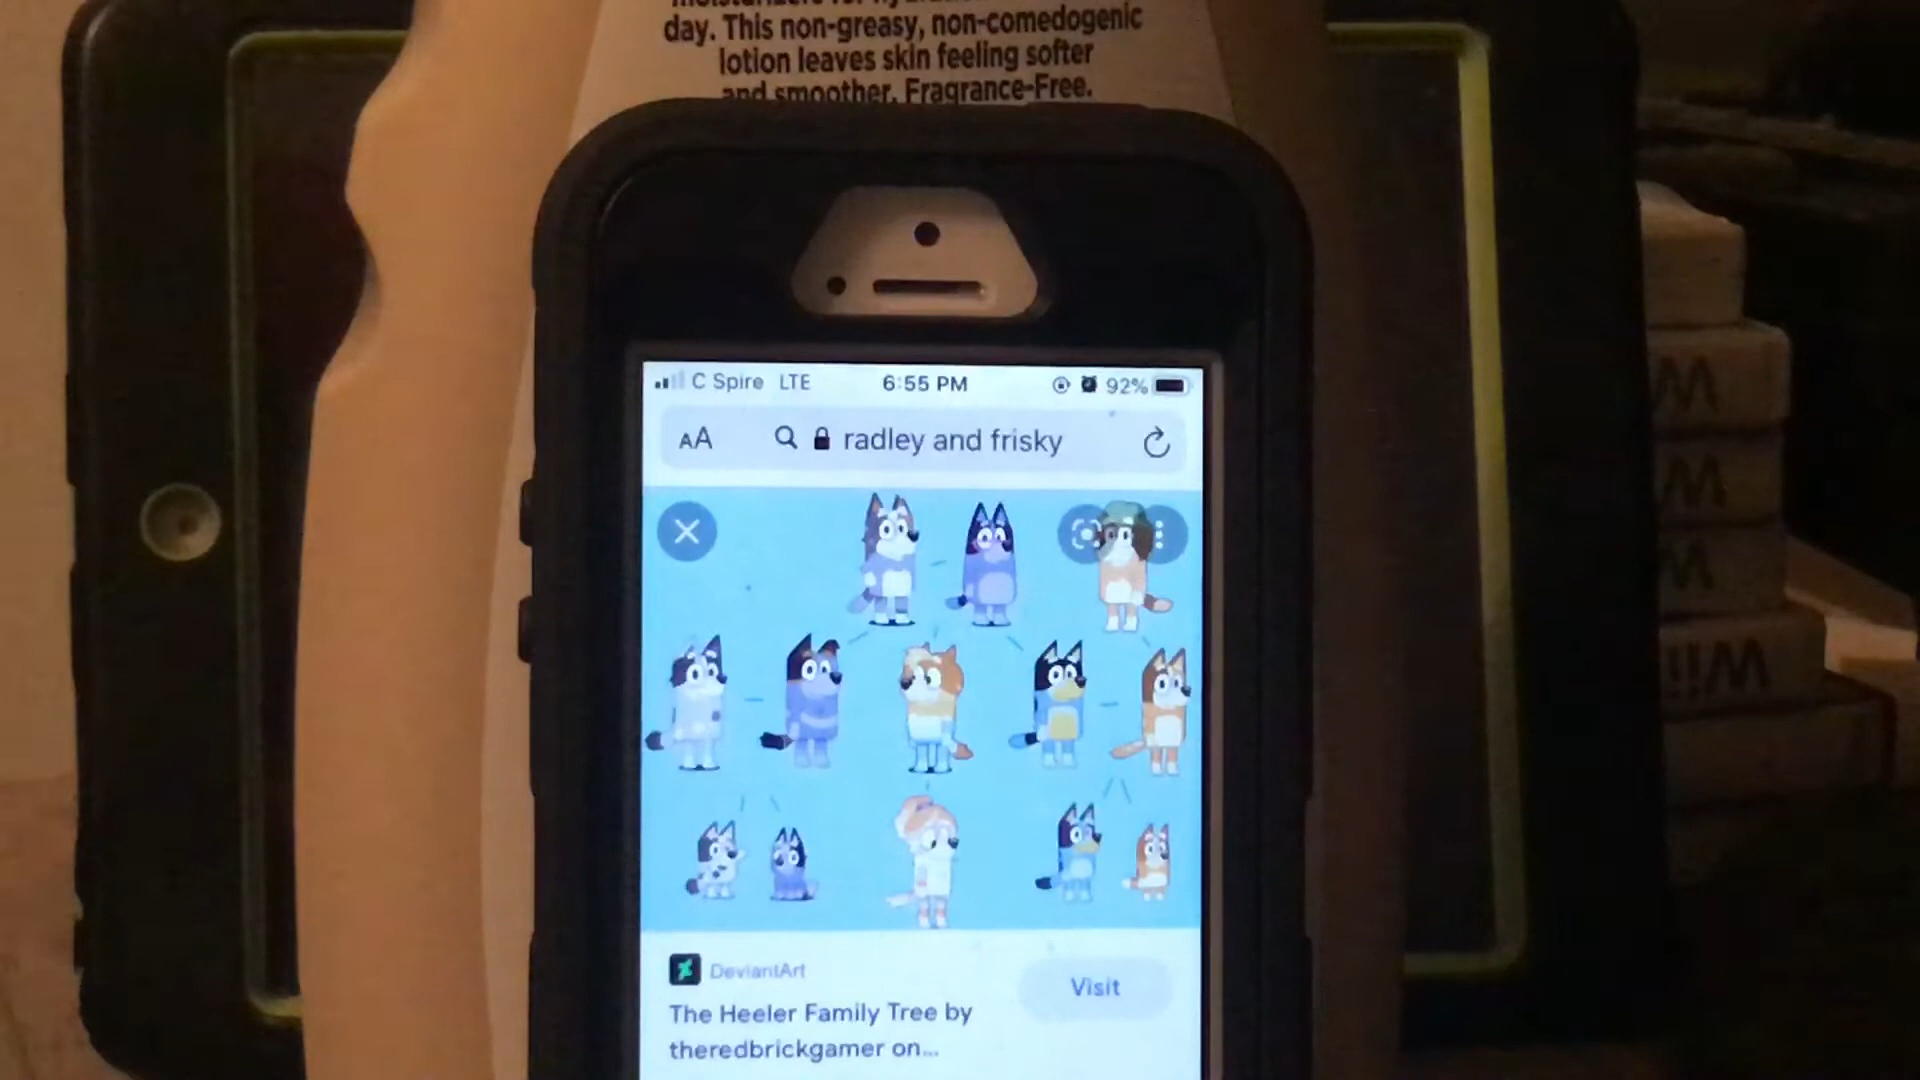 day. This non-greasy, non-comedogenic
lotion leaves skin feeling softer
and smoother. Fragrance-Free.
C Spire LTE 6:55 PM 92%
AA radley and frisky
DeviantArt
Visit
The Heeler Family Tree by
theredbrickgamer on...
W
W
W
Wii